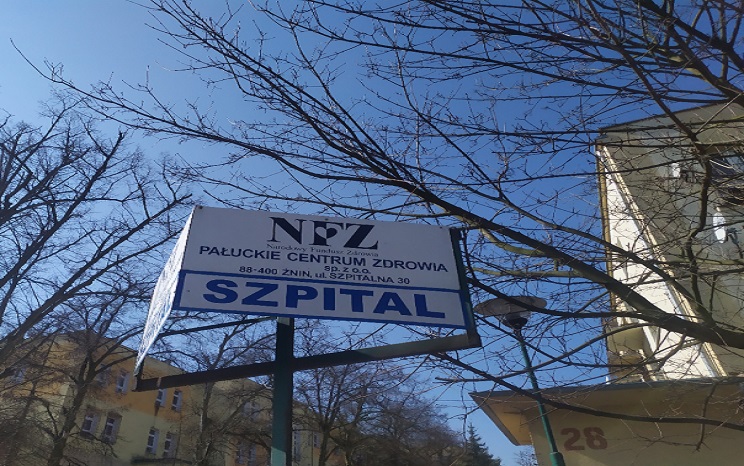 NFZ
Narodowy Fundusz Zdrowia
PAŁUCKIE CENTRUM ZDROWIA
sp. z o.o.
88-400 ŻNIN, ul. SZPITALNA 30
SZPITAL
28